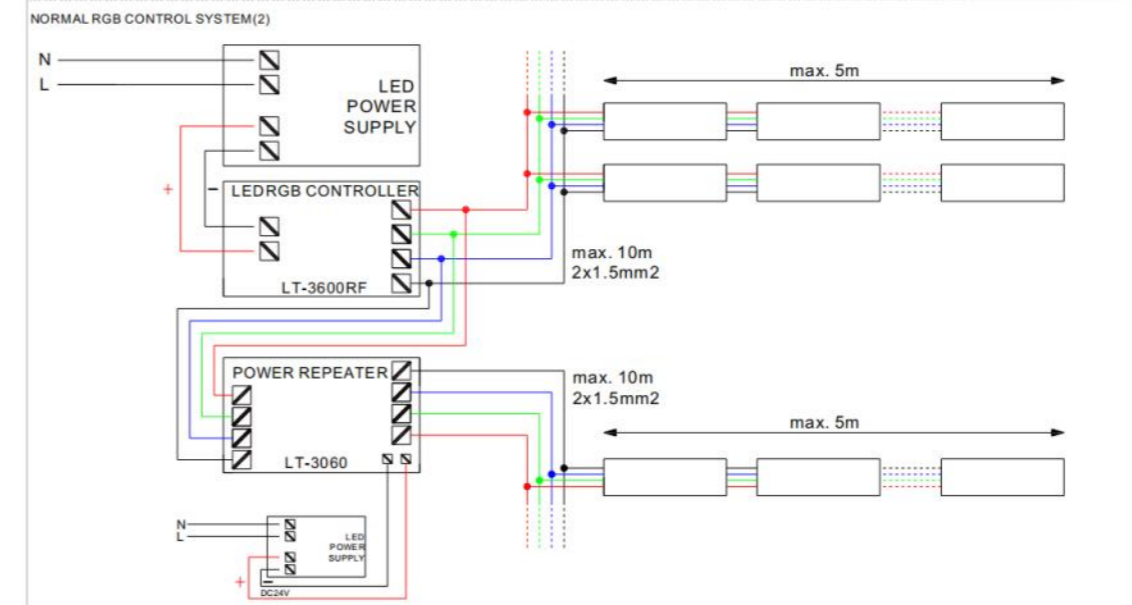 NORMAL RGB CONTROL SYSTEM(2)
N
L
LED
POWER
SUPPLY
max. 5m
+
−
LEDRGB CONTROLLER
LT-3600RF
max. 10m
2x1.5mm2
POWER REPEATER
LT-3060
max. 10m
2x1.5mm2
max. 5m
N
L
LED
POWER
SUPPLY
+
−
DC24V